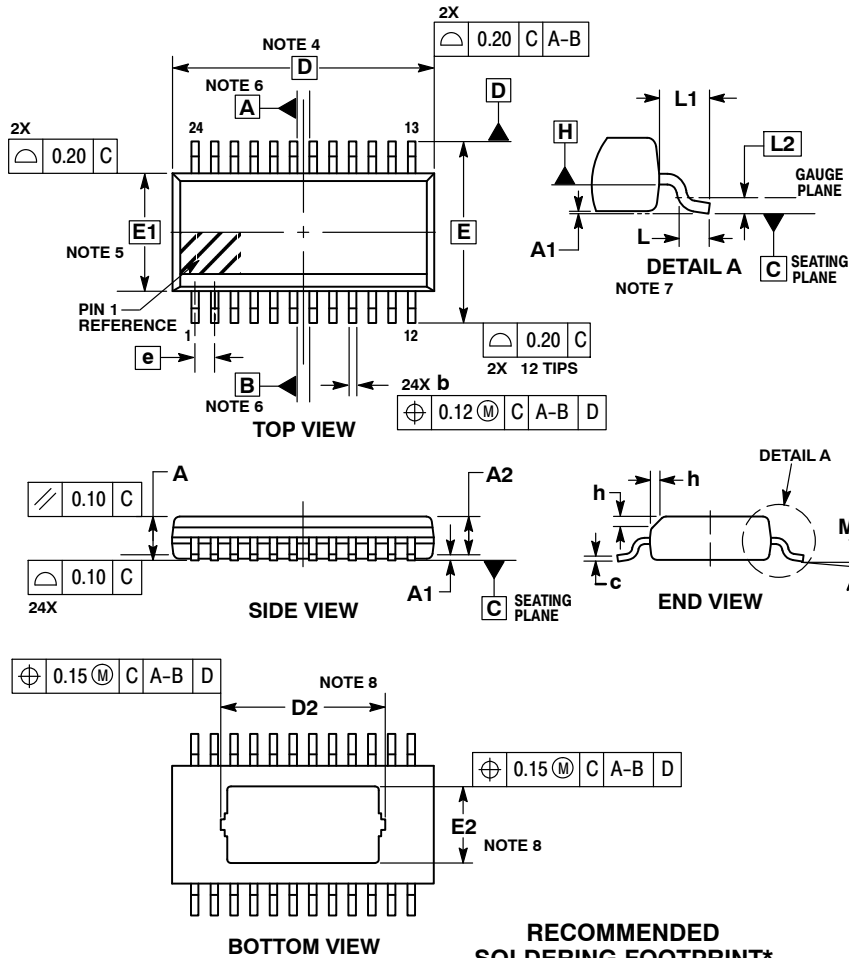 2X
⌓ 0.20 C A-B
NOTE 4
D
NOTE 6
A
D
24
13
2X
⌓ 0.20 C
E1
NOTE 5
E
PIN 1
REFERENCE
1
12
e
⌓ 0.20 C
2X 12 TIPS
B
NOTE 6
24X b
⌖ 0.12 Ⓜ C A-B D
TOP VIEW
L1
H
L2
GAUGE
PLANE
A1
L
DETAIL A
NOTE 7
C SEATING
PLANE
A
A2
⫽ 0.10 C
⌓ 0.10 C
24X
A1
SIDE VIEW
C SEATING
PLANE
DETAIL A
h
h
c
END VIEW
M
⌖ 0.15 Ⓜ C A-B D
NOTE 8
D2
⌖ 0.15 Ⓜ C A-B D
E2
NOTE 8
BOTTOM VIEW
RECOMMENDED
SOLDERING FOOTPRINT*